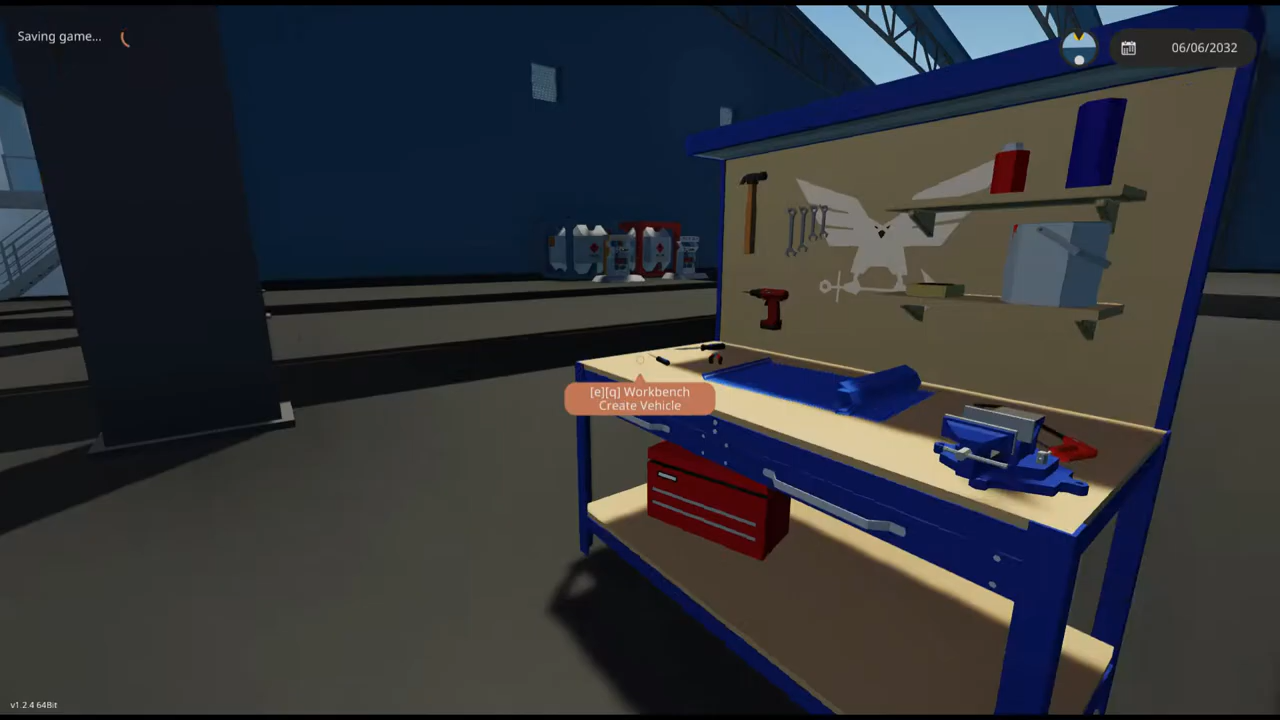 Saving game...
06/06/2032
[e][q] Workbench
Create Vehicle
v1.2.4 64Bit